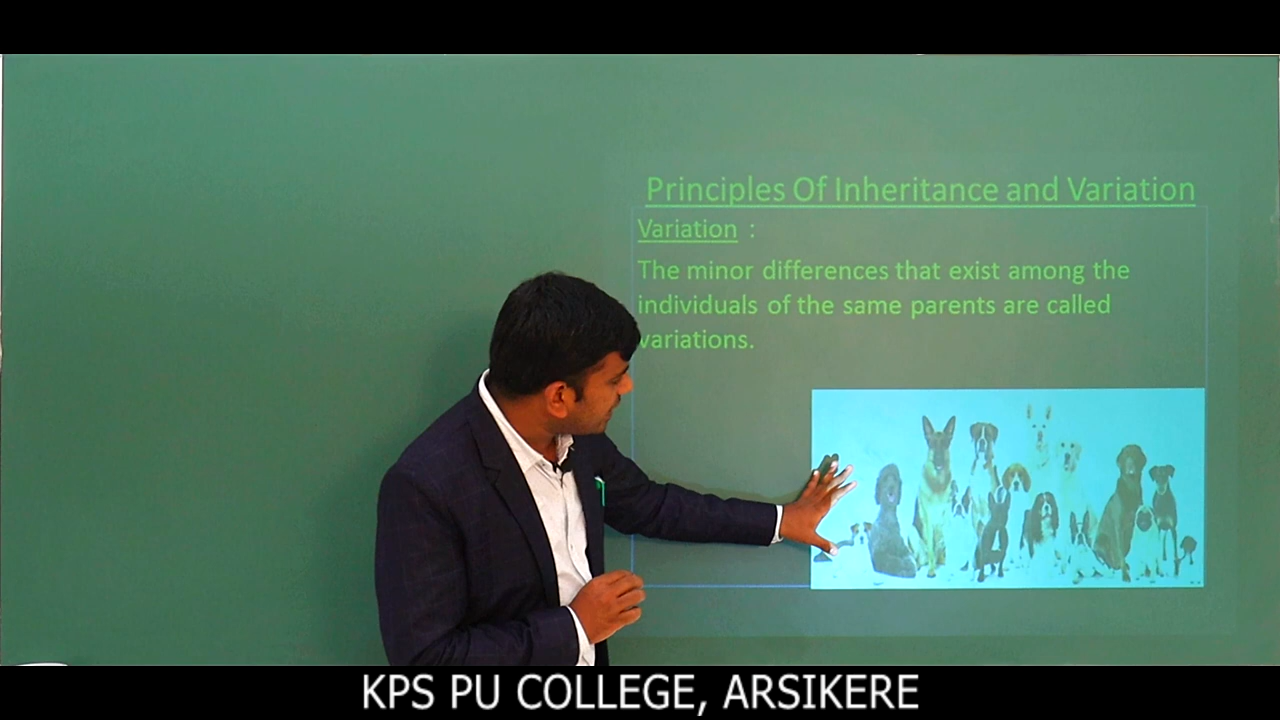 Principles Of Inheritance and Variation
Variation :
The minor differences that exist among the
individuals of the same parents are called
variations.
KPS PU COLLEGE, ARSIKERE